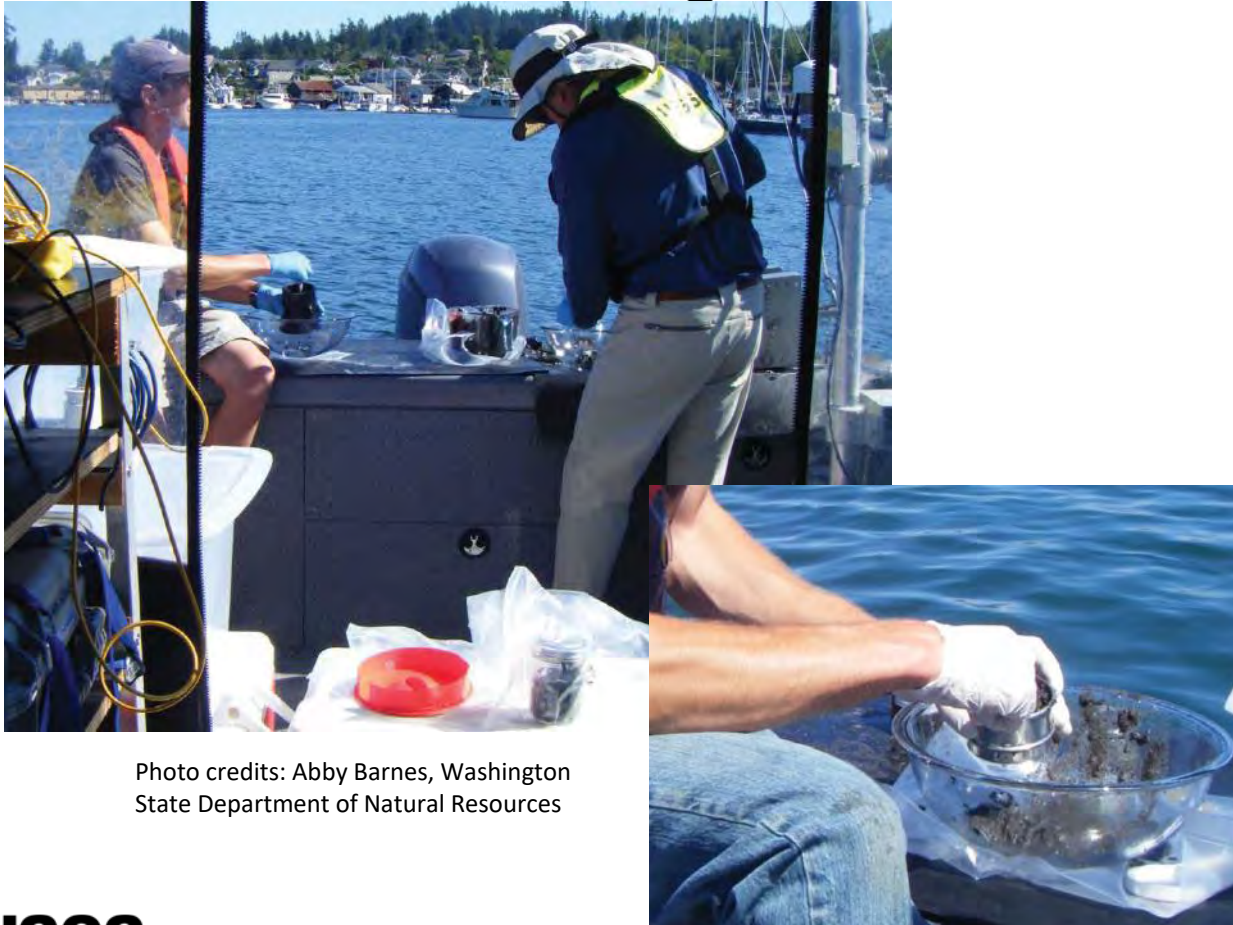 Photo credits: Abby Barnes, Washington
State Department of Natural Resources